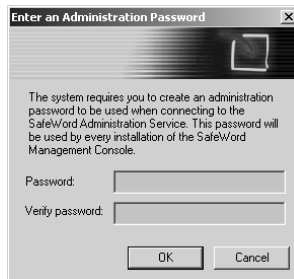 Enter an Administration Password
The system requires you to create an administration
password to be used when connecting to the
SafeWord Administration Service. This password will
be used by every installation of the SafeWord
Management Console.
Password:
Verify password:
OK
Cancel